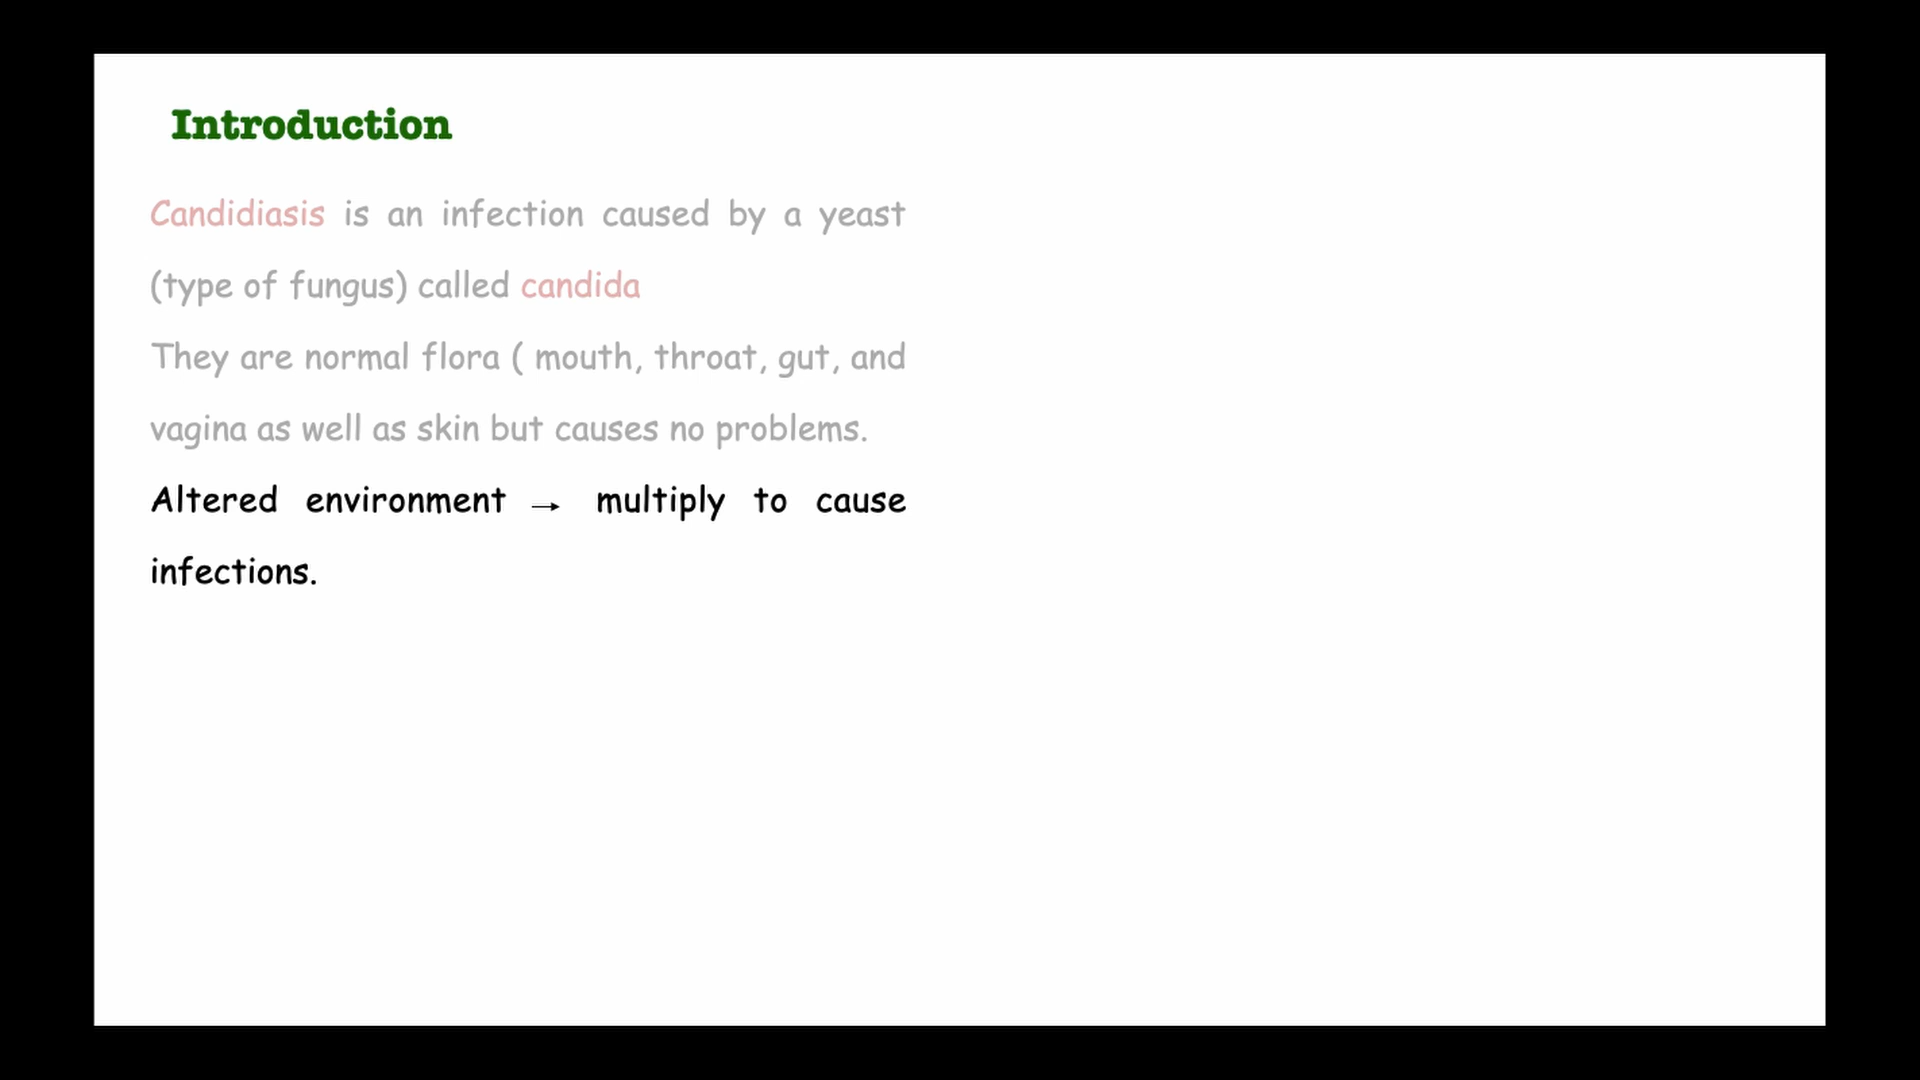 Introduction
Candidiasis is an infection caused by a yeast
(type of fungus) called candida
They are normal flora ( mouth, throat, gut, and
vagina as well as skin but causes no problems.
Altered environment → multiply to cause
infections.